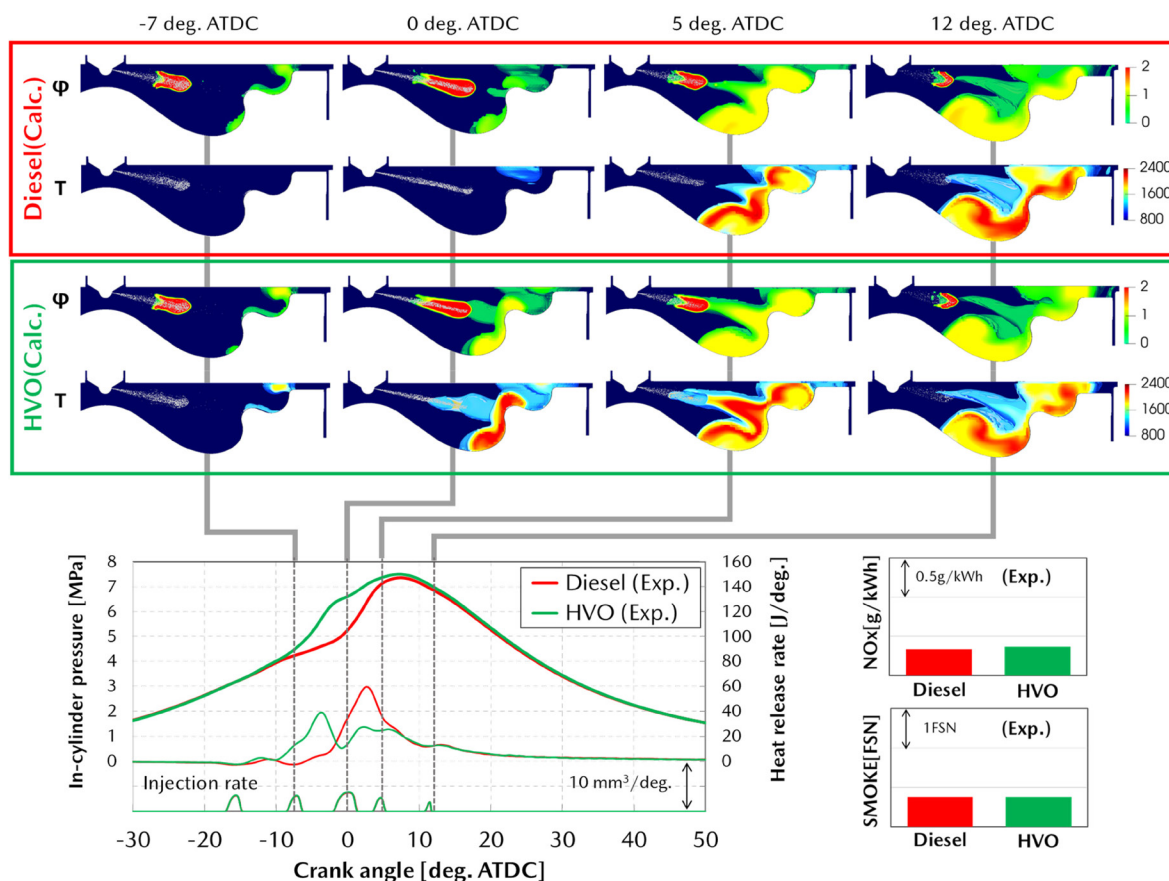 -7 deg. ATDC 0 deg. ATDC 5 deg. ATDC 12 deg. ATDC
Diesel(Calc.)
φ
2
1
0
T
2400
1600
800
HVO(Calc.)
φ
2
1
0
T
2400
1600
800
In-cylinder pressure [MPa]
8
7
6
5
4
3
2
1
0
Diesel (Exp.)
HVO (Exp.)
160
140
120
100
80
60
40
20
0
Heat release rate [J/deg.]
Injection rate
10 mm³/deg.
-30 -20 -10 0 10 20 30 40 50
Crank angle [deg. ATDC]
NOx[g/kWh]
0.5g/kWh (Exp.)
Diesel HVO
SMOKE[FSN]
1FSN (Exp.)
Diesel HVO